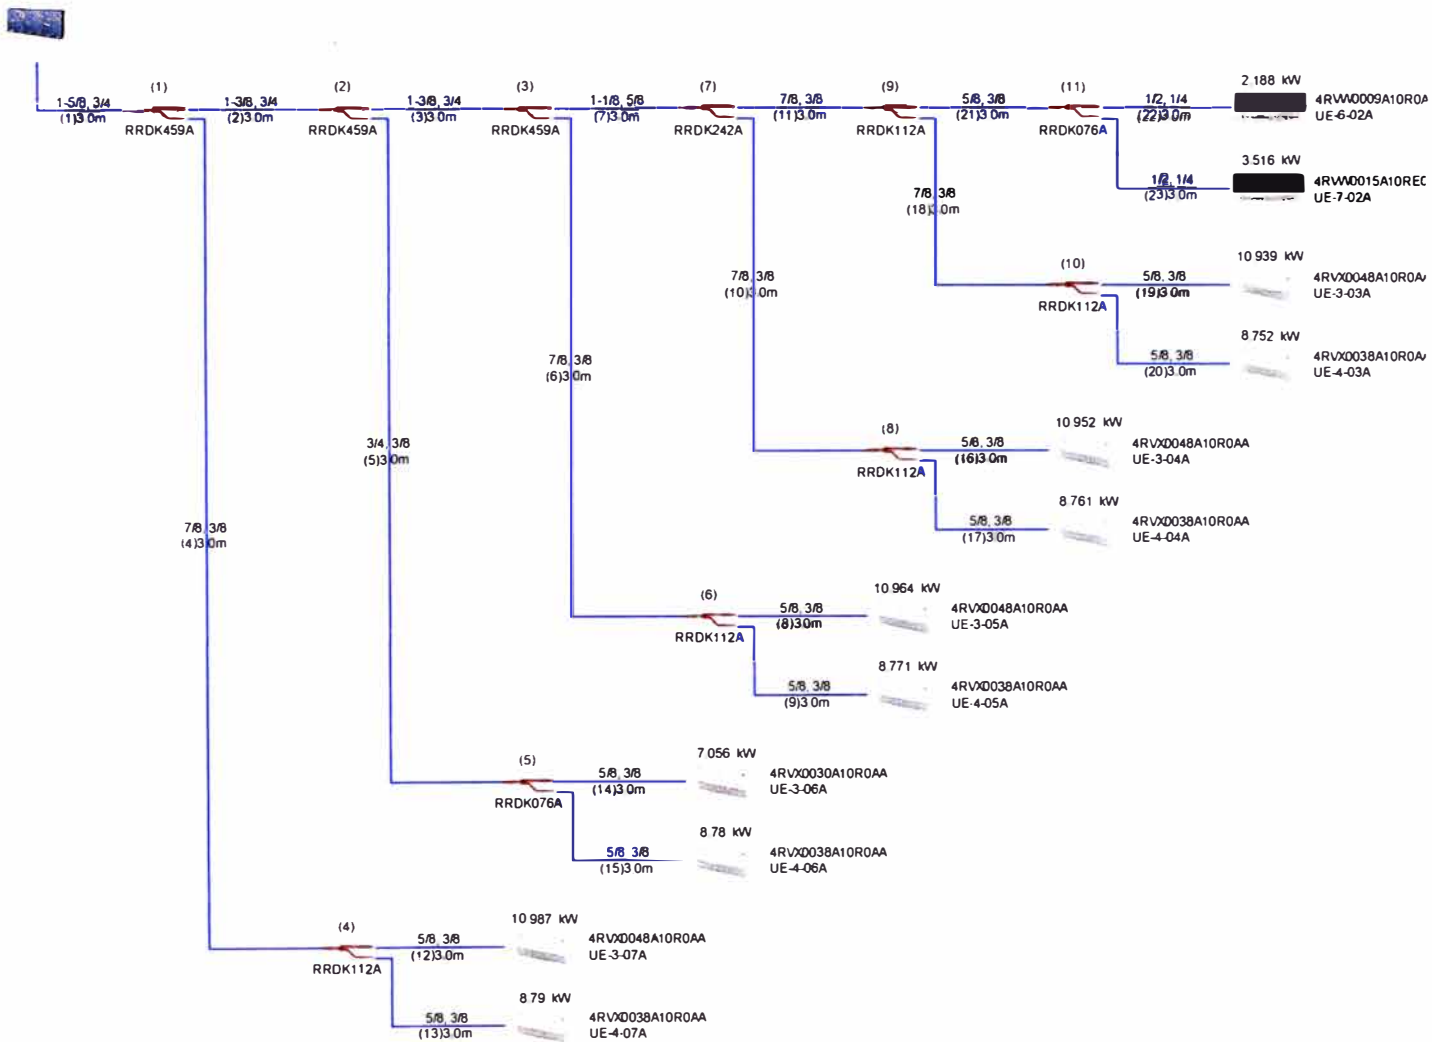 (1)
(2)
(3)
(7)
(9)
(11)
2.188 kW
1-5/8, 3/4
1-3/8, 3/4
1-3/8, 3/4
1-1/8, 5/8
7/8, 3/8
5/8, 3/8
1/2, 1/4
4RVW0009A10R0A
(1)3.0m
(2)3.0m
(3)3.0m
(7)3.0m
(11)3.0m
(21)3.0m
(22)3.0m
UE-6-02A
RRDK459A
RRDK459A
RRDK459A
RRDK242A
RRDK112A
RRDK076A
3.516 kW
1/2, 1/4
4RVW0015A10REC
(23)3.0m
UE-7-02A
7/8, 3/8
(18)3.0m
10.939 kW
(10)
5/8, 3/8
4RVX0048A10R0A
(19)3.0m
UE-3-03A
RRDK112A
7/8, 3/8
(10)3.0m
8.752 kW
5/8, 3/8
4RVX0038A10R0A
(20)3.0m
UE-4-03A
7/8, 3/8
(6)3.0m
10.952 kW
(8)
5/8, 3/8
4RVX0048A10R0AA
(16)3.0m
UE-3-04A
RRDK112A
3/4, 3/8
(5)3.0m
8.761 kW
5/8, 3/8
4RVX0038A10R0AA
(17)3.0m
UE-4-04A
7/8, 3/8
(4)3.0m
10.964 kW
(6)
5/8, 3/8
4RVX0048A10R0AA
(8)3.0m
UE-3-05A
RRDK112A
8.771 kW
5/8, 3/8
4RVX0038A10R0AA
(9)3.0m
UE-4-05A
7.056 kW
(5)
5/8, 3/8
4RVX0030A10R0AA
(14)3.0m
UE-3-06A
RRDK076A
8.78 kW
5/8, 3/8
4RVX0038A10R0AA
(15)3.0m
UE-4-06A
10.987 kW
(4)
5/8, 3/8
4RVX0048A10R0AA
(12)3.0m
UE-3-07A
RRDK112A
8.79 kW
5/8, 3/8
4RVX0038A10R0AA
(13)3.0m
UE-4-07A